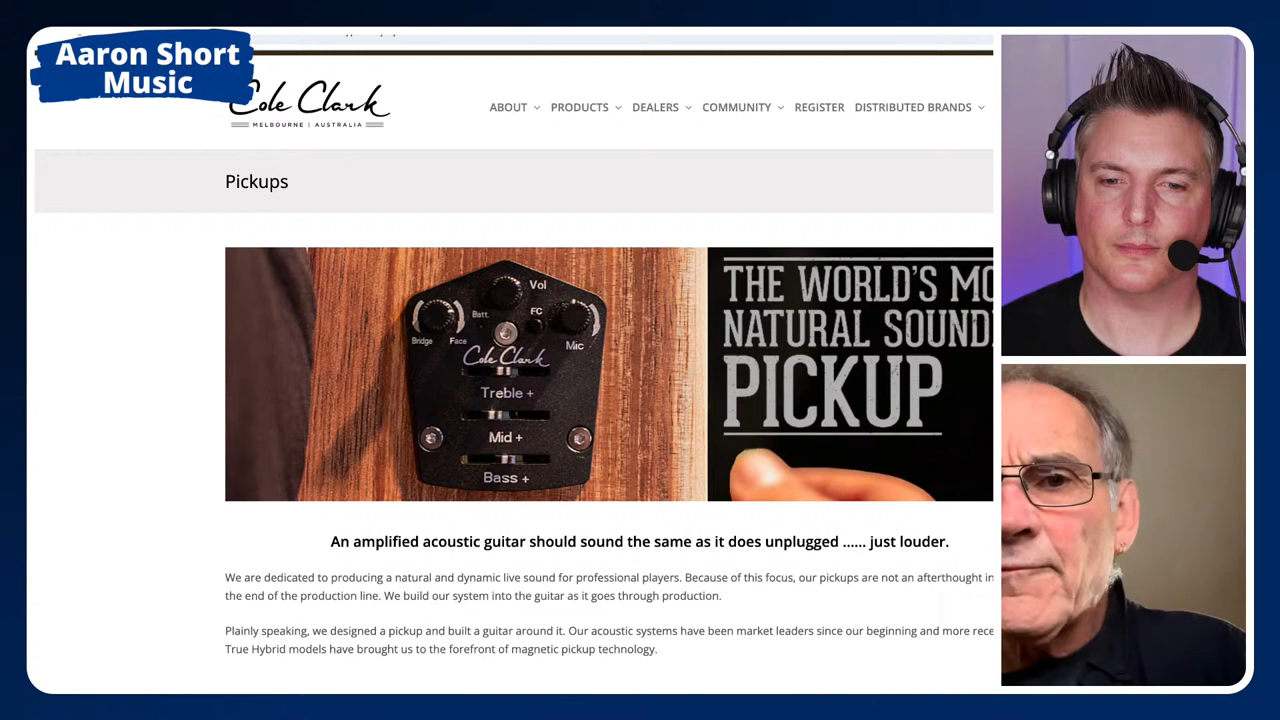 Aaron Short
Music
Cole Clark
MELBOURNE | AUSTRALIA
ABOUT PRODUCTS DEALERS COMMUNITY REGISTER DISTRIBUTED BRANDS
Pickups
Vol
Batt. FC
Bridge Face Mic
Cole Clark
Treble +
Mid +
Bass +
THE WORLD'S MO
NATURAL SOUND
PICKUP
An amplified acoustic guitar should sound the same as it does unplugged ...... just louder.
We are dedicated to producing a natural and dynamic live sound for professional players. Because of this focus, our pickups are not an afterthought in
the end of the production line. We build our system into the guitar as it goes through production.
Plainly speaking, we designed a pickup and built a guitar around it. Our acoustic systems have been market leaders since our beginning and more rece
True Hybrid models have brought us to the forefront of magnetic pickup technology.